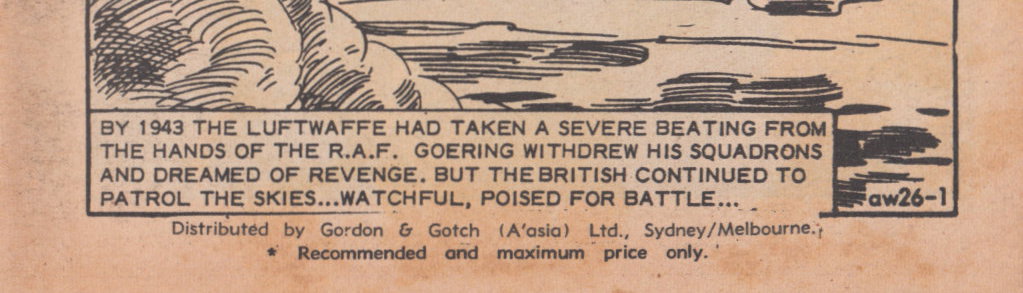 BY 1943 THE LUFTWAFFE HAD TAKEN A SEVERE BEATING FROM
THE HANDS OF THE R.A.F. GOERING WITHDREW HIS SQUADRONS
AND DREAMED OF REVENGE. BUT THE BRITISH CONTINUED TO
PATROL THE SKIES...WATCHFUL, POISED FOR BATTLE...
aw26-1
Distributed by Gordon & Gotch (A'asia) Ltd., Sydney/Melbourne.
* Recommended and maximum price only.